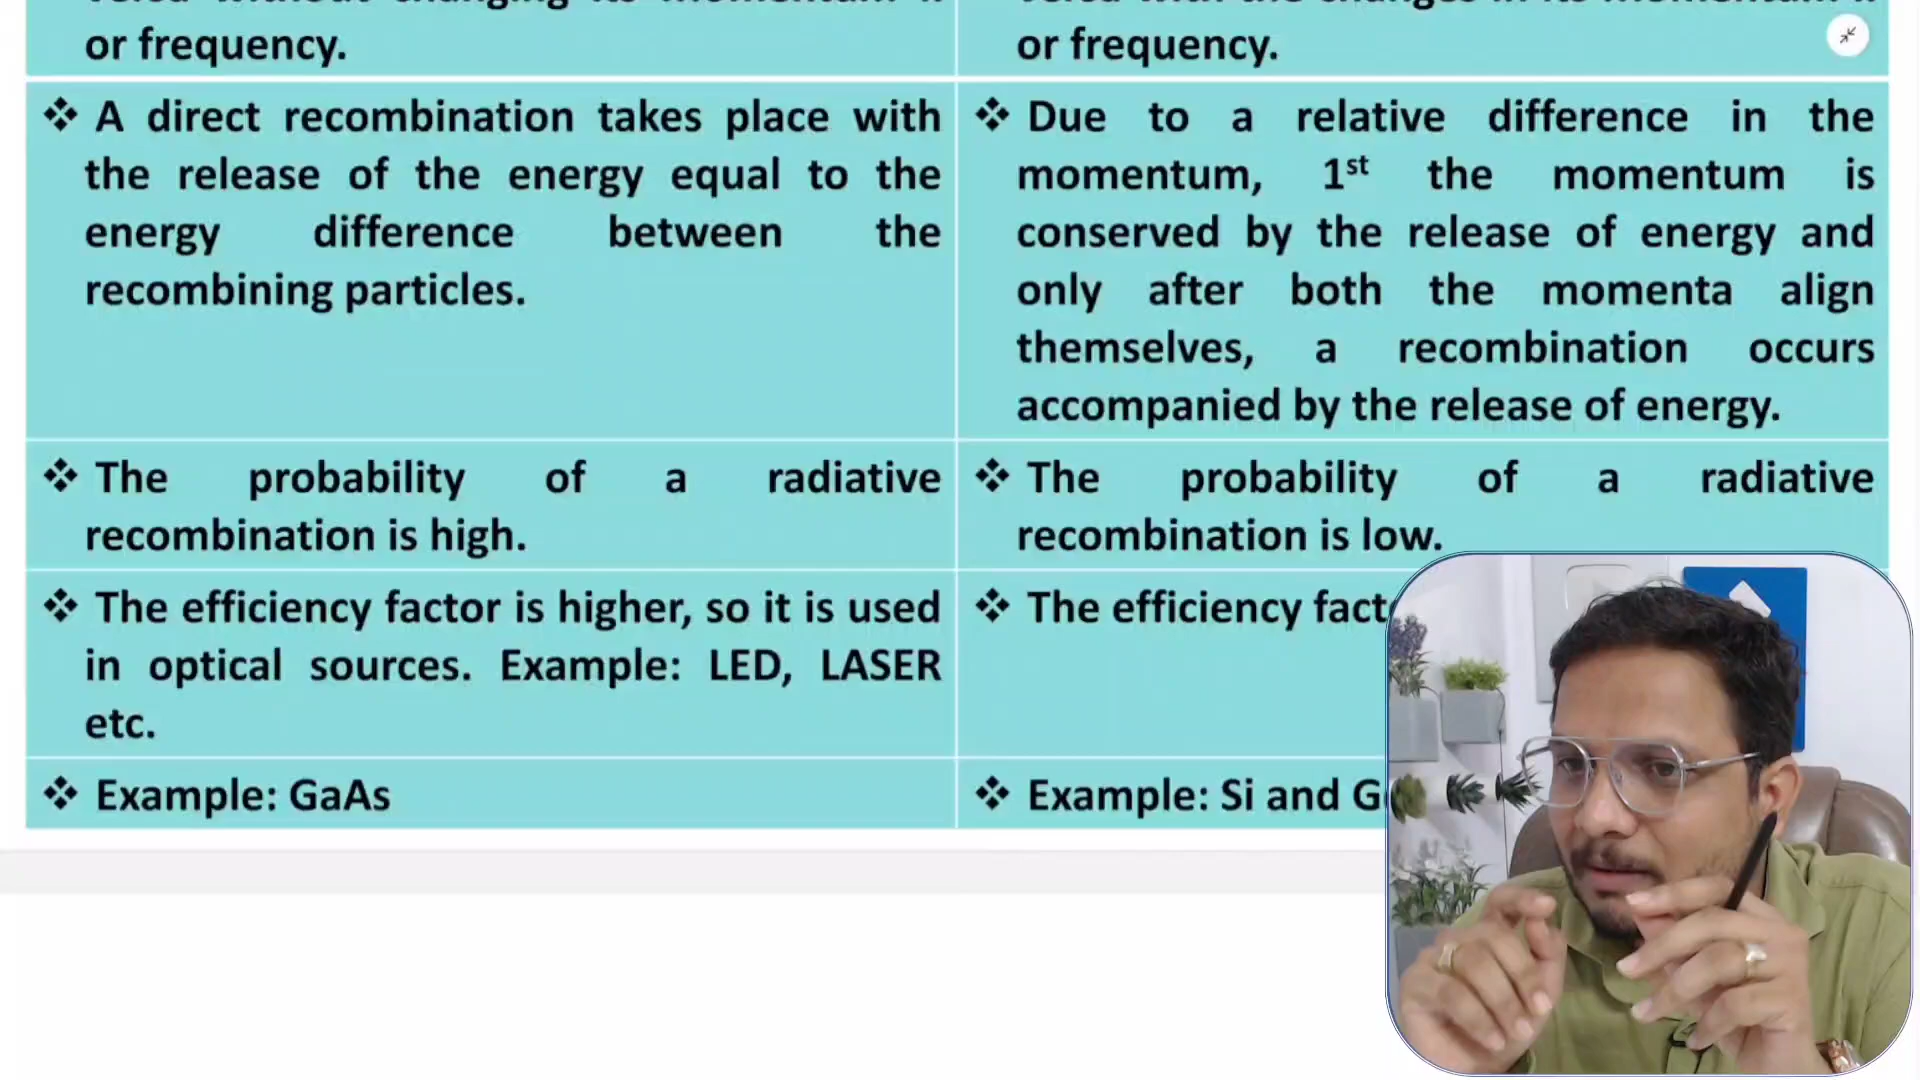 or frequency.
❖ A direct recombination takes place with
the release of the energy equal to the
energy difference between the
recombining particles.
❖ The probability of a radiative
recombination is high.
❖ The efficiency factor is higher, so it is used
in optical sources. Example: LED, LASER
etc.
❖ Example: GaAs
or frequency.
❖ Due to a relative difference in the
momentum, 1st the momentum is
conserved by the release of energy and
only after both the momenta align
themselves, a recombination occurs
accompanied by the release of energy.
❖ The probability of a radiative
recombination is low.
❖ The efficiency
❖ Example: Si and